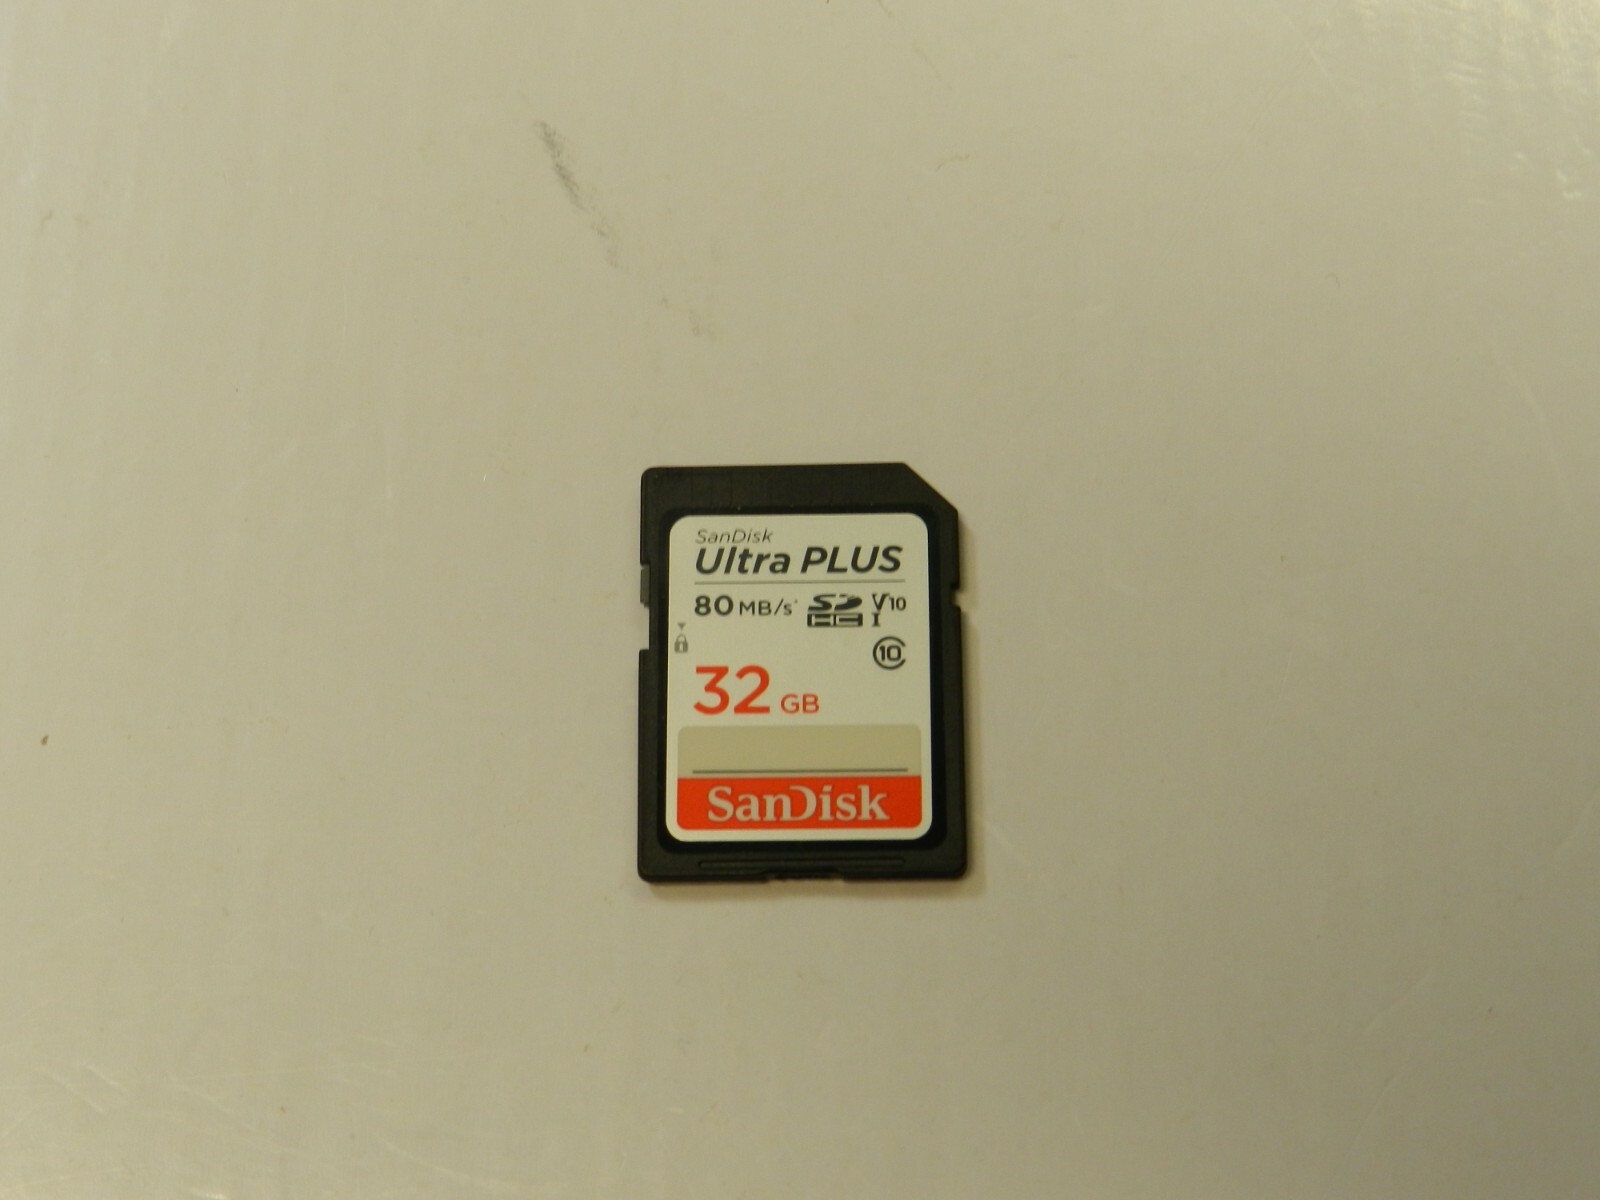 SanDisk
Ultra PLUS
80 MB/s* SD HC V10 I
10
32 GB
SanDisk